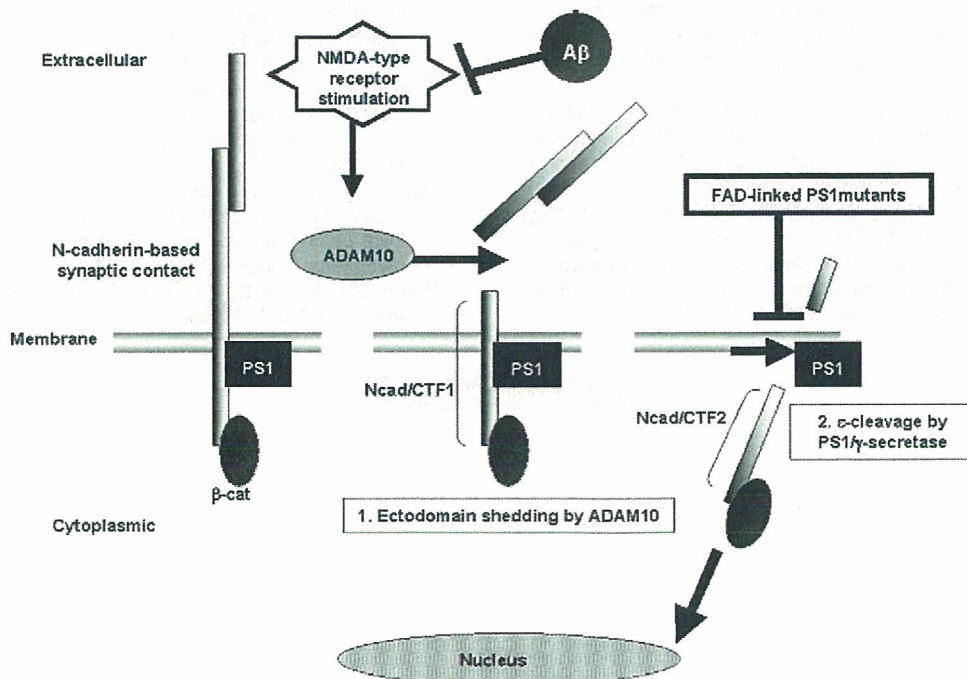 Extracellular
NMDA-type
receptor
stimulation
Aβ
FAD-linked PS1mutants
N-cadherin-based
synaptic contact
ADAM10
Membrane
PS1
Ncad/CTF1
PS1
PS1
Ncad/CTF2
2. ε-cleavage by
PS1/γ-secretase
β-cat
1. Ectodomain shedding by ADAM10
Cytoplasmic
Nucleus